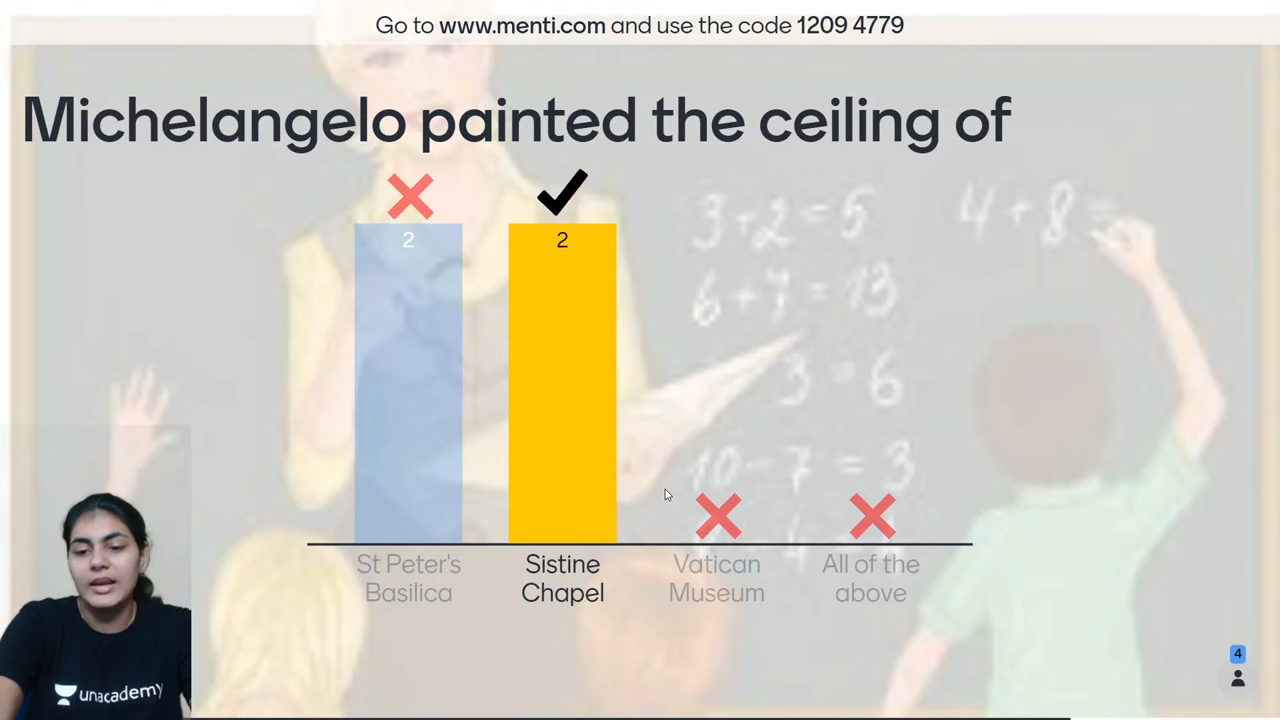 Go to www.menti.com and use the code 1209 4779
Michelangelo painted the ceiling of
2
2
3+2=5
4+8=
6+7=13
3=6
10-7=3
St Peter's
Basilica
Sistine
Chapel
Vatican
Museum
All of the
above
4
unacademy